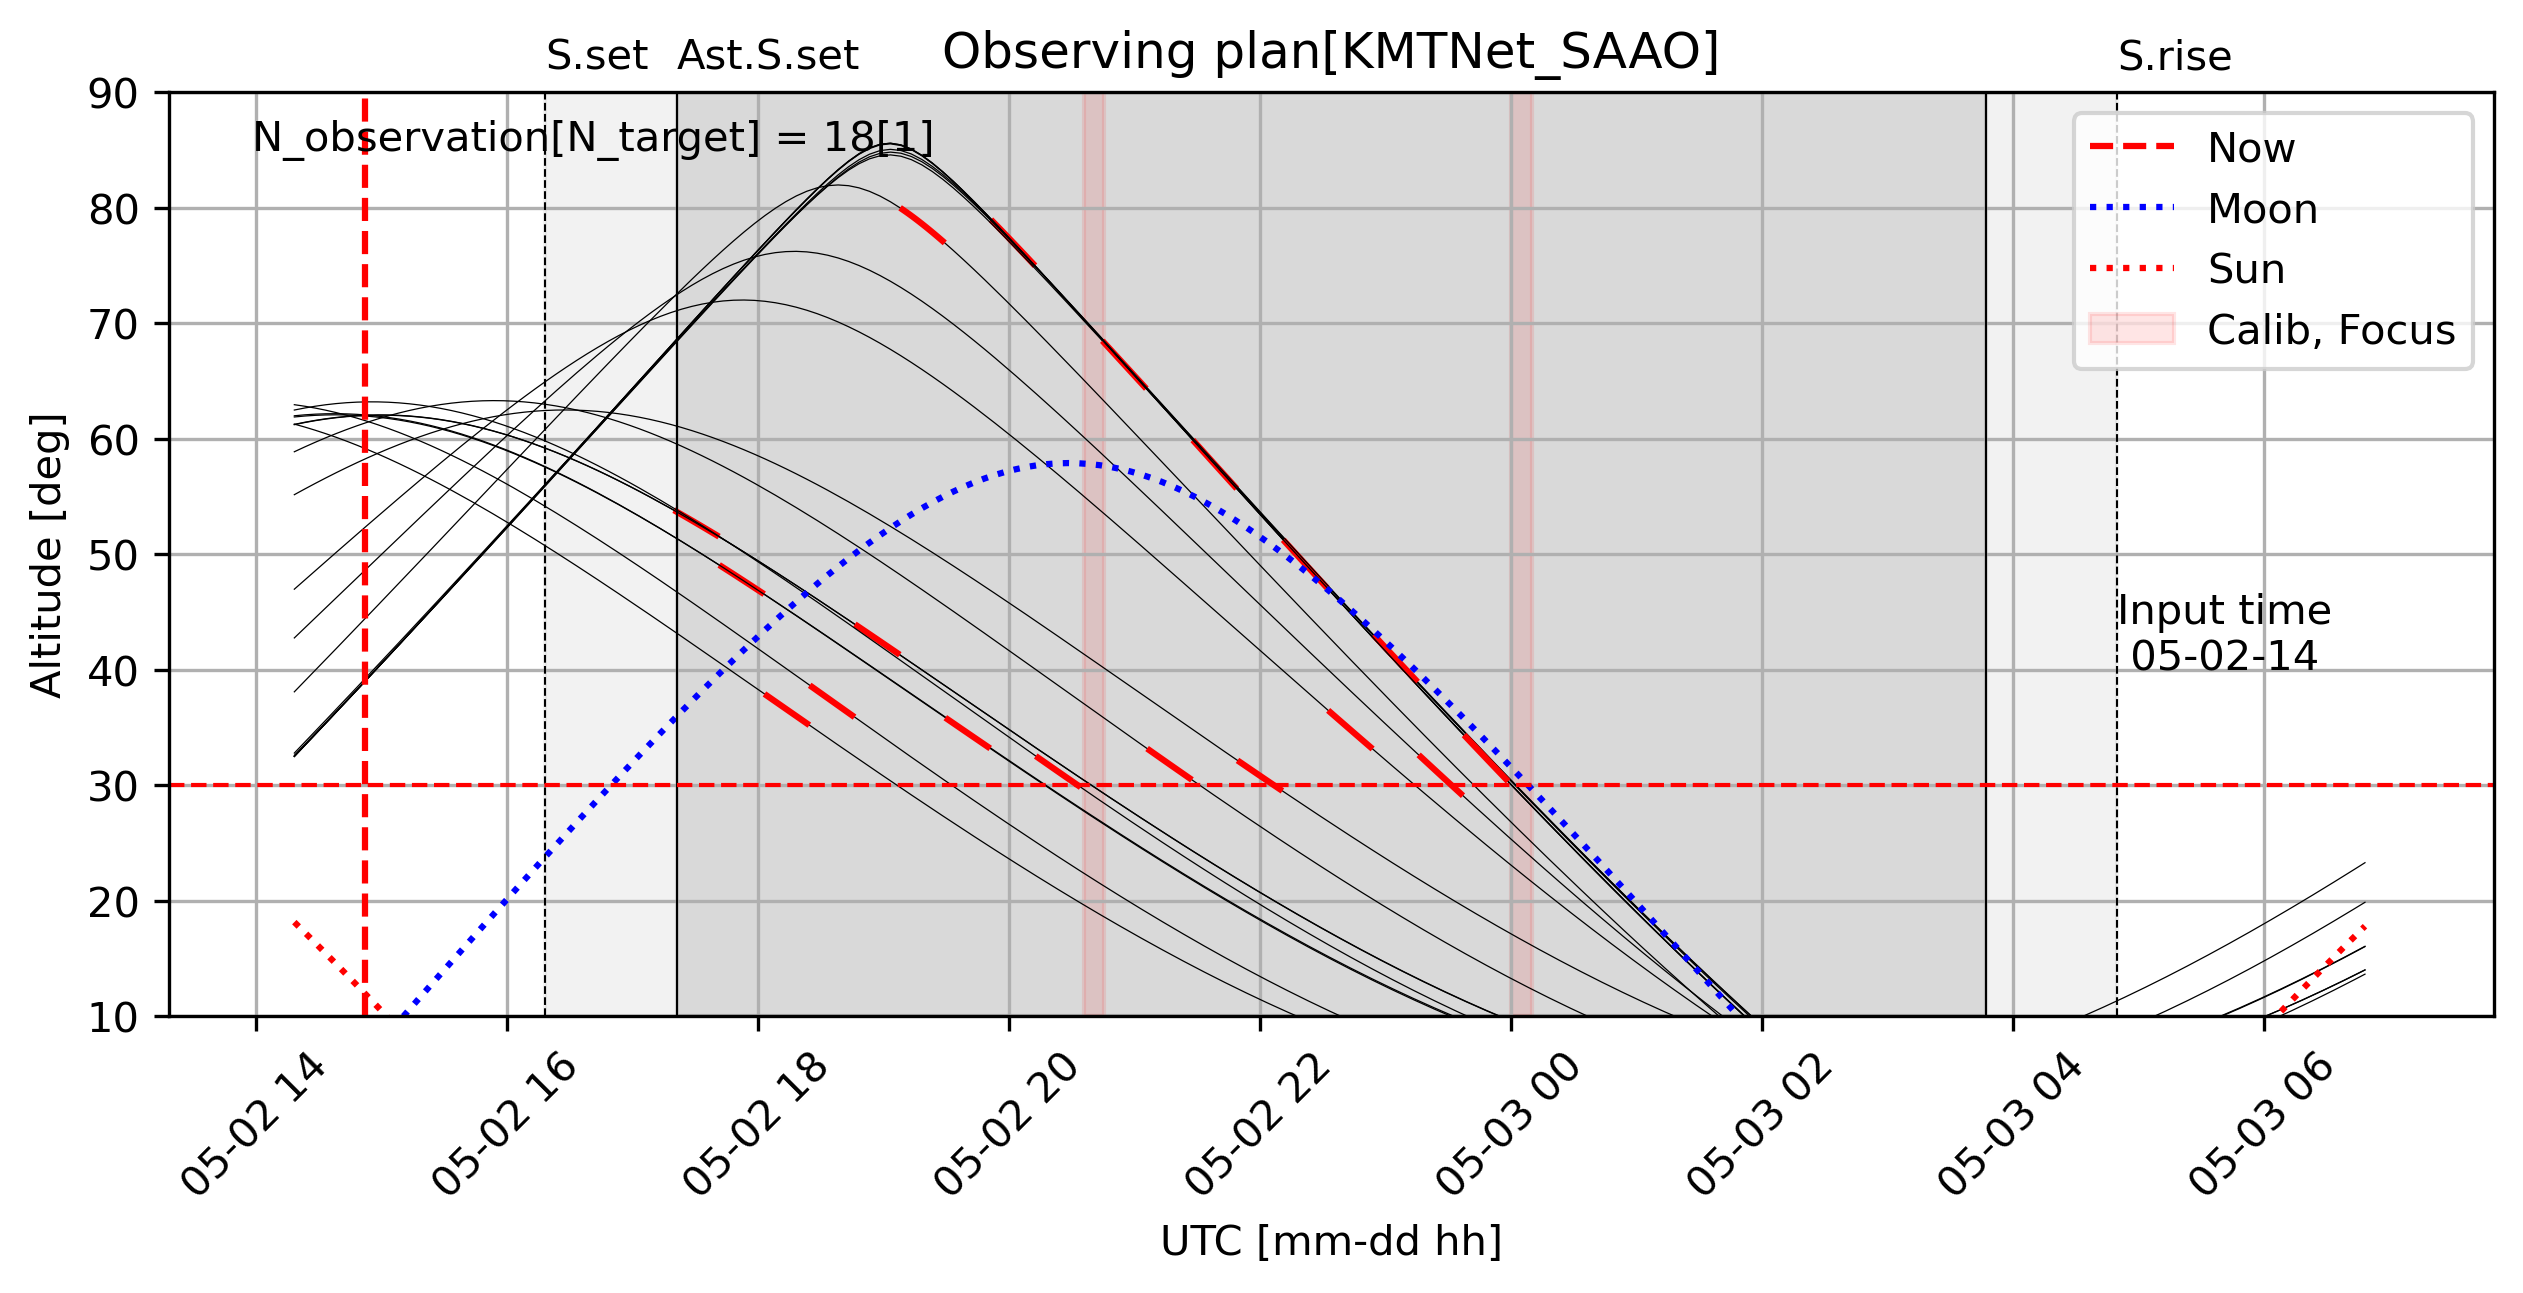 S.set Ast.S.set Observing plan[KMTNet_SAAO] S.rise
N_observation[N_target] = 18[1]
Now
Moon
Sun
Calib, Focus
Input time
05-02-14
Altitude [deg]
90
80
70
60
50
40
30
20
10
05-02 14
05-02 16
05-02 18
05-02 20
05-02 22
05-03 00
05-03 02
05-03 04
05-03 06
UTC [mm-dd hh]